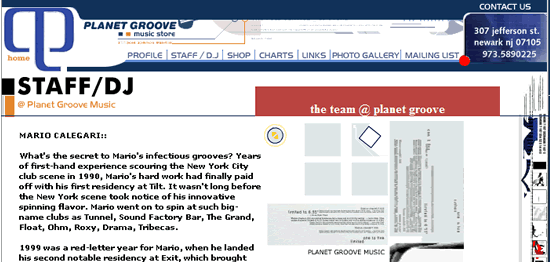 CONTACT US
PLANET GROOVE
music store
307 jefferson st.
newark nj 07105
973.5890225
home
PROFILE | STAFF / DJ | SHOP | CHARTS | LINKS | PHOTO GALLERY | MAILING LIST
STAFF/DJ
@ Planet Groove Music
the team @ planet groove
MARIO CALEGARI::
What's the secret to Mario's infectious grooves? Years
of first-hand experience scouring the New York City
club scene in 1990, Mario's hard work had finally paid
off with his first residency at Tilt. It wasn't long before
the New York scene took notice of his innovative
spinning flavor. Mario went on to spin at such big-
name clubs as Tunnel, Sound Factory Bar, The Grand,
Float, Ohm, Roxy, Drama, Tribecas.
1999 was a red-letter year for Mario, when he landed
his second notable residency at Exit, which brought
PLANET GROOVE MUSIC